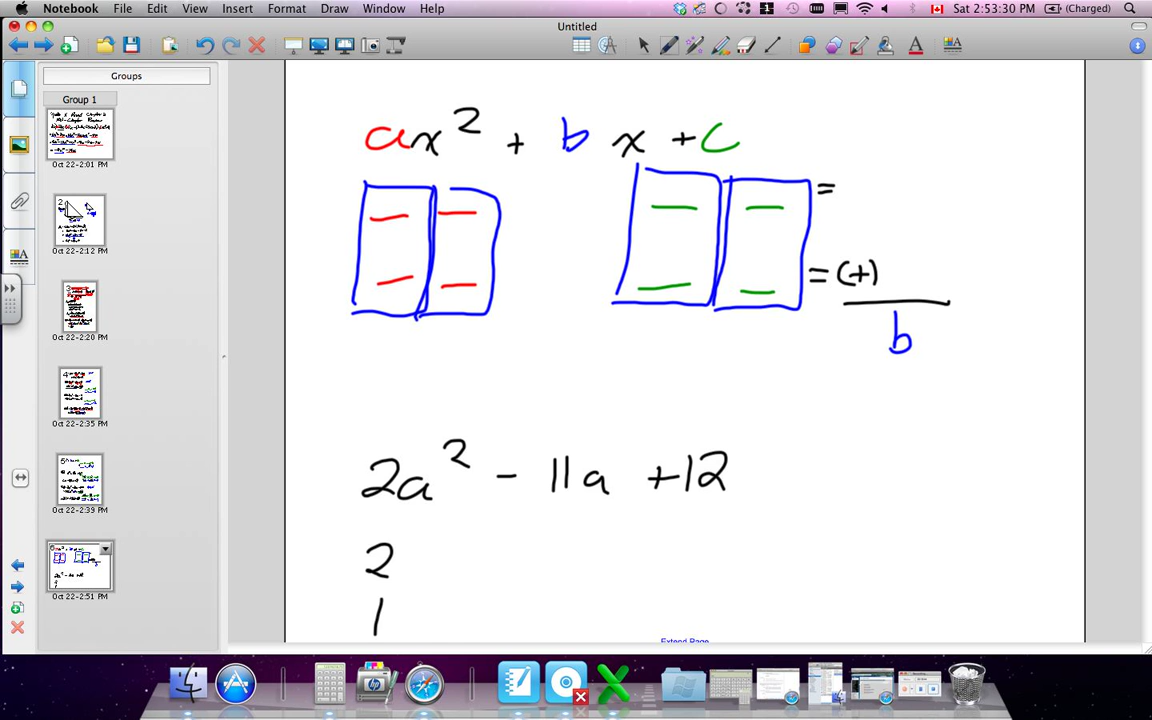 Notebook File Edit View Insert Format Draw Window Help Sat 2:53:30 PM (Charged)
Untitled
Groups
Group 1
Oct 22-2:01 PM
Oct 22-2:12 PM
Oct 22-2:20 PM
Oct 22-2:35 PM
Oct 22-2:39 PM
Oct 22-2:51 PM
ax² + bx + c
=
= (+)
b
2a² - 11a +12
2
1
Extend Page